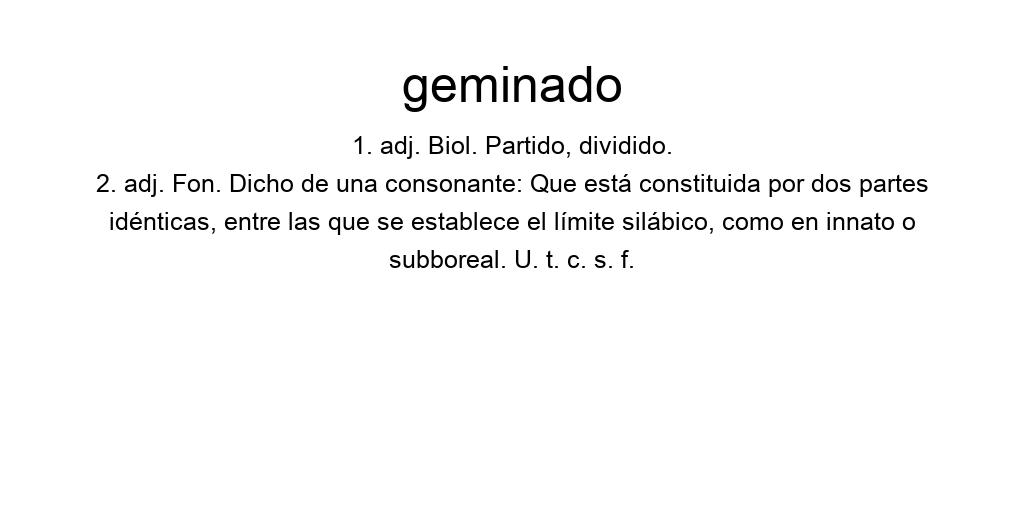 geminado
1. adj. Biol. Partido, dividido.
2. adj. Fon. Dicho de una consonante: Que está constituida por dos partes
idénticas, entre las que se establece el límite silábico, como en innato o
subboreal. U. t. c. s. f.